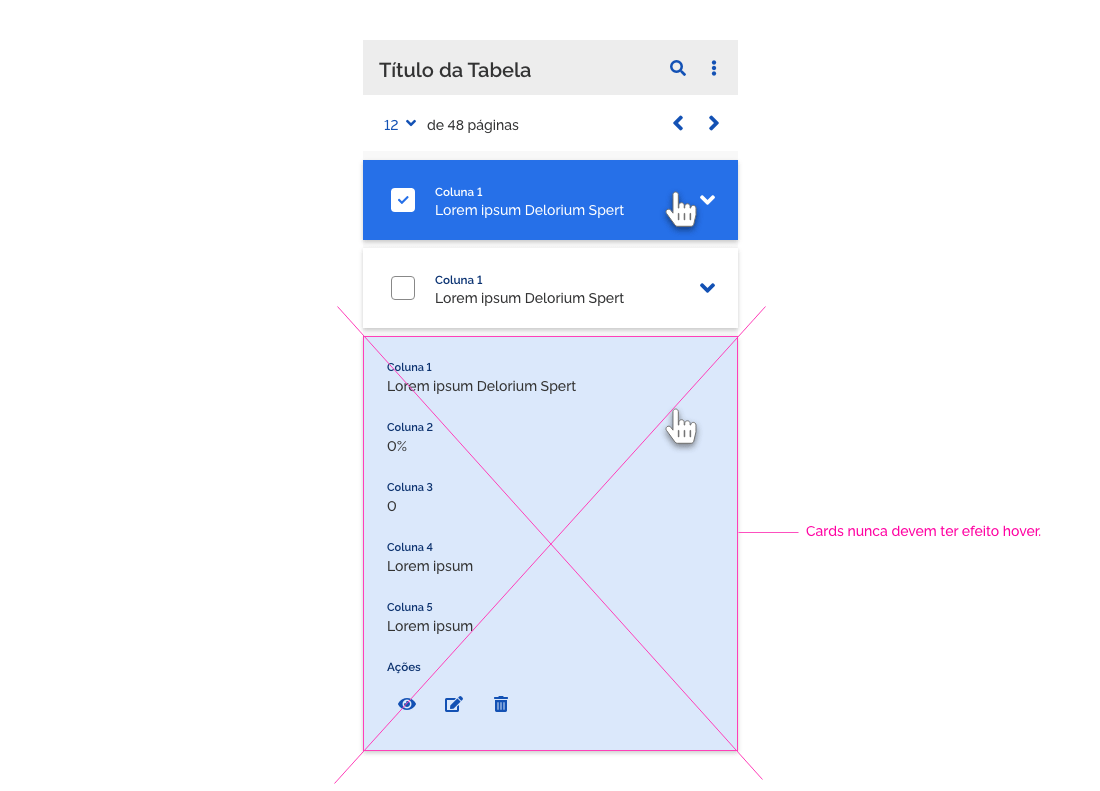 Título da Tabela
12 de 48 páginas
Coluna 1
Lorem ipsum Delorium Spert
Coluna 1
Lorem ipsum Delorium Spert
Coluna 1
Lorem ipsum Delorium Spert
Coluna 2
0%
Coluna 3
0
Coluna 4
Lorem ipsum
Cards nunca devem ter efeito hover.
Coluna 5
Lorem ipsum
Ações